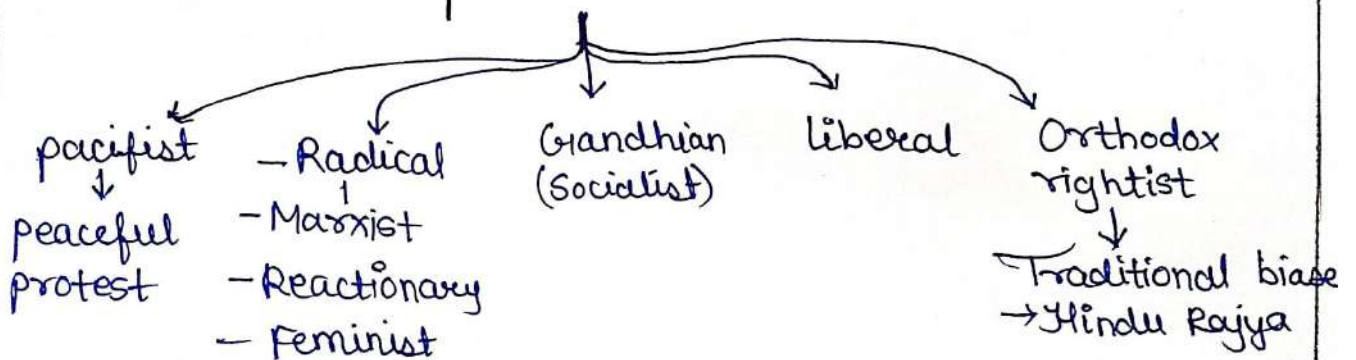 pacifist
peaceful
protest
- Radical
- Marxist
- Reactionary
- Feminist
Gandhian
(Socialist)
liberal
Orthodox
rightist
Traditional biase
→ Hindu Rajya